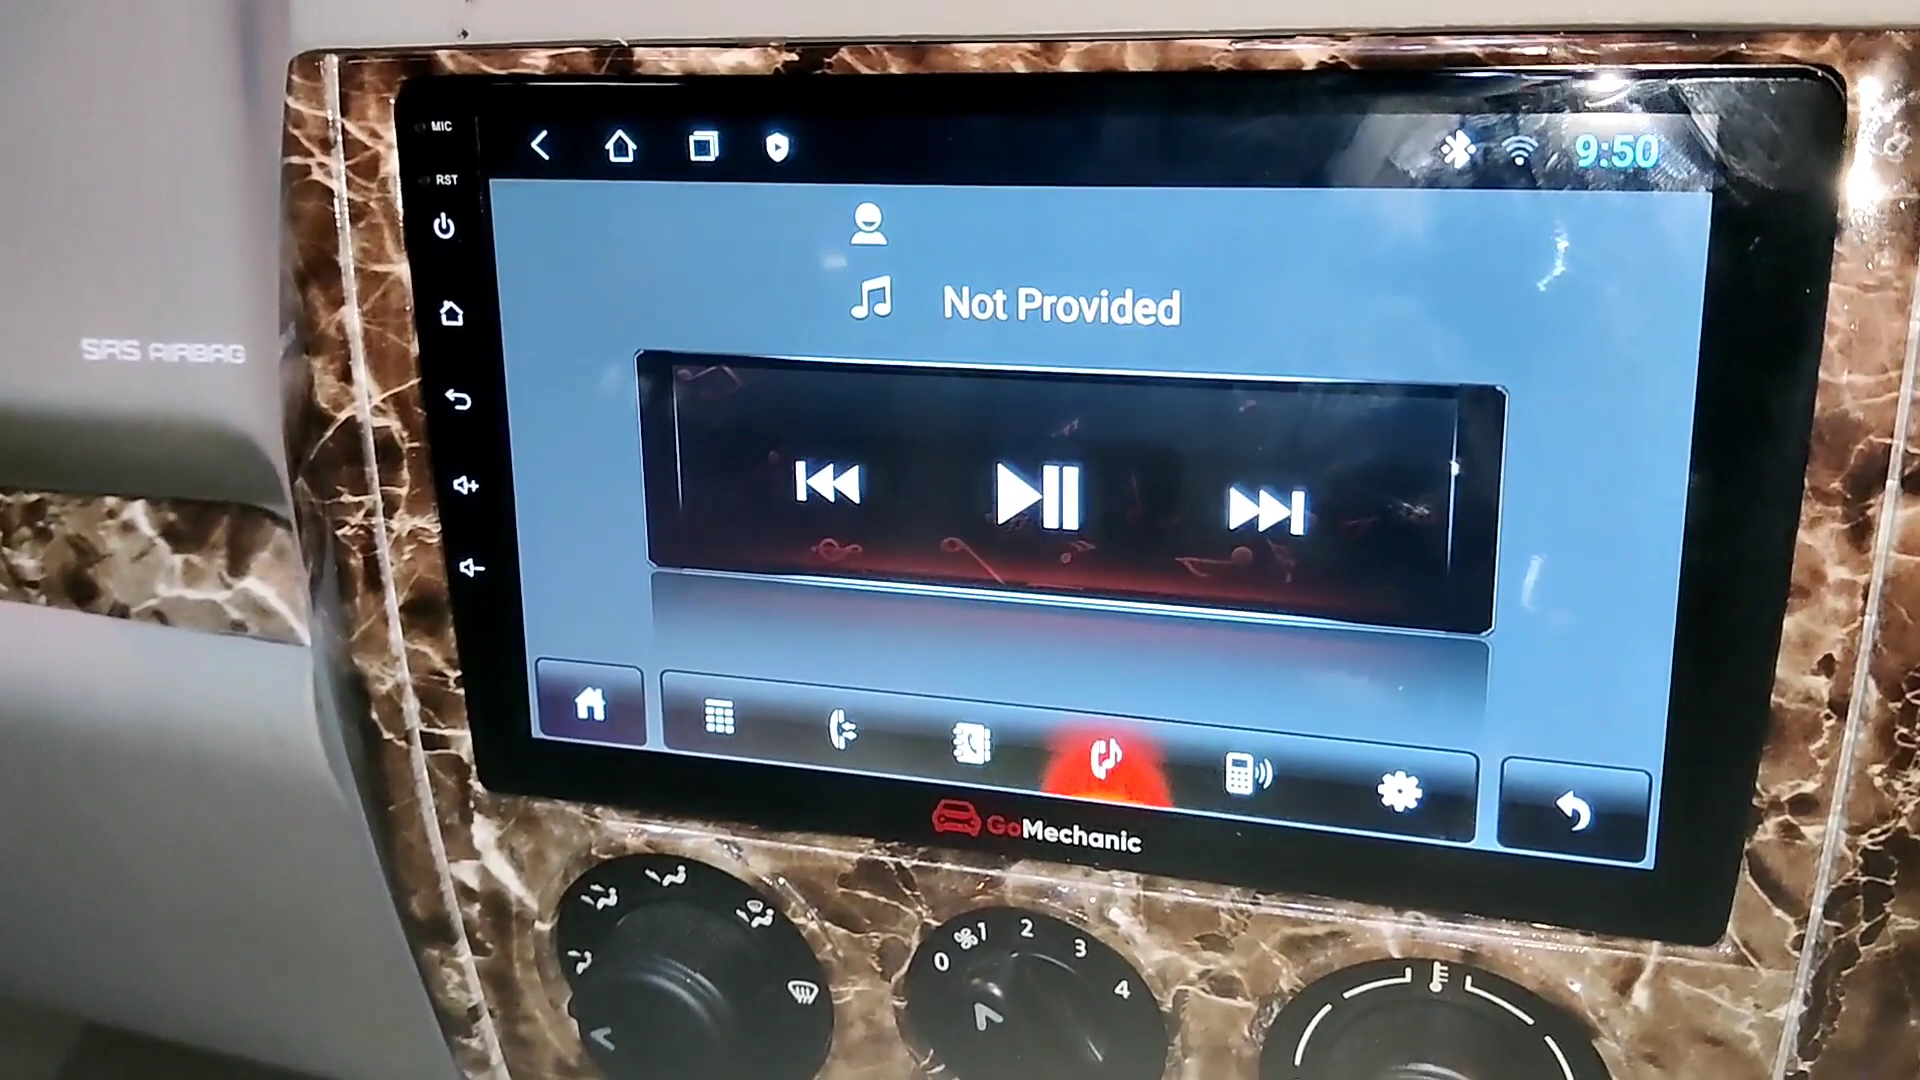 MIC
9:50
RST
Not Provided
SRS AIRBAG
GoMechanic
0 1 2 3 4